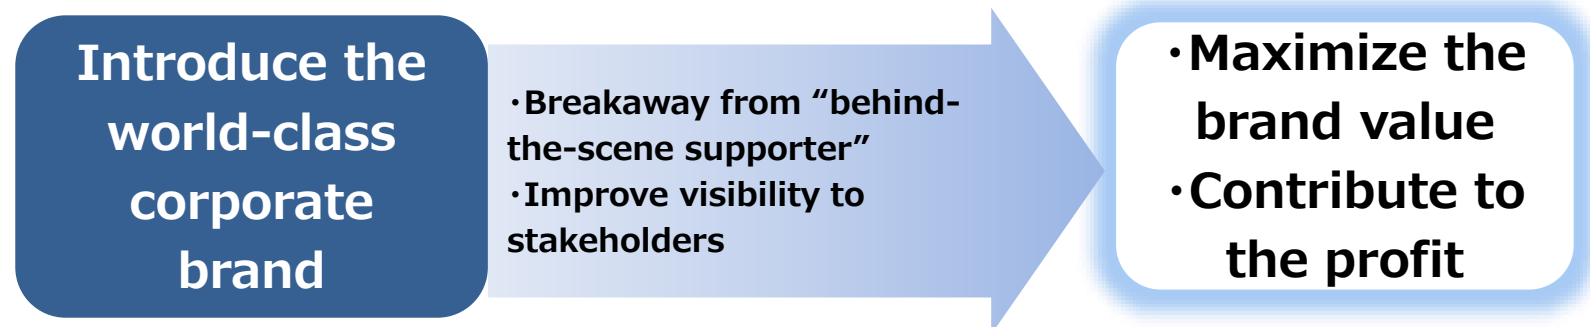 Introduce the
world-class
corporate
brand
・Breakaway from “behind-
the-scene supporter”
・Improve visibility to
stakeholders
・Maximize the
brand value
・Contribute to
the profit